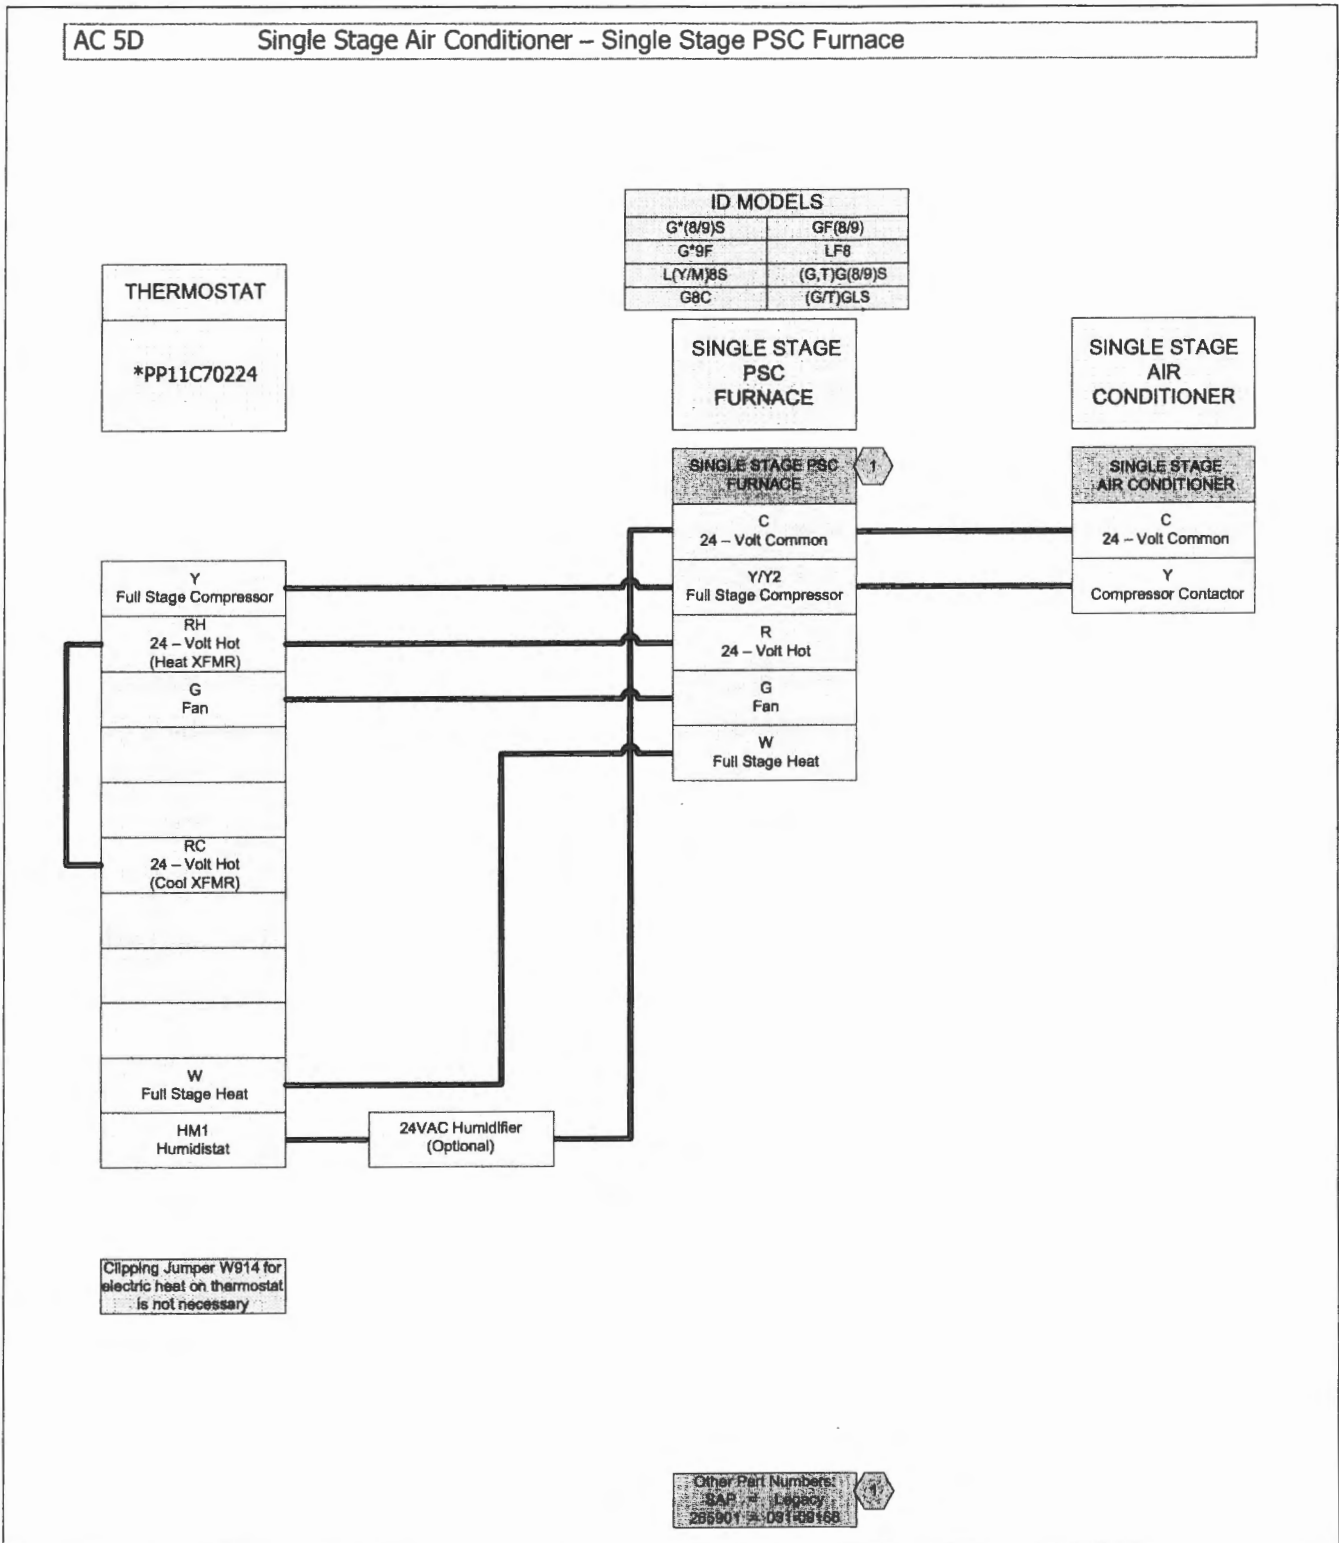 AC 5D Single Stage Air Conditioner – Single Stage PSC Furnace
ID MODELS
G*(8/9)S GF(8/9)
G*9F LF8
L(Y/M)8S (G,T)G(8/9)S
G8C (G/T)GLS
THERMOSTAT
*PP11C70224
SINGLE STAGE
PSC
FURNACE
SINGLE STAGE
AIR
CONDITIONER
SINGLE STAGE PSC
FURNACE
1
SINGLE STAGE
AIR CONDITIONER
C
24 – Volt Common
C
24 – Volt Common
Y
Full Stage Compressor
Y/Y2
Full Stage Compressor
Y
Compressor Contactor
RH
24 – Volt Hot
(Heat XFMR)
R
24 – Volt Hot
G
Fan
G
Fan
W
Full Stage Heat
RC
24 – Volt Hot
(Cool XFMR)
W
Full Stage Heat
HM1
Humidistat
24VAC Humidifier
(Optional)
Clipping Jumper W914 for
electric heat on thermostat
is not necessary
Other Part Numbers:
SAP = Legacy
265901 = 031-09166
1